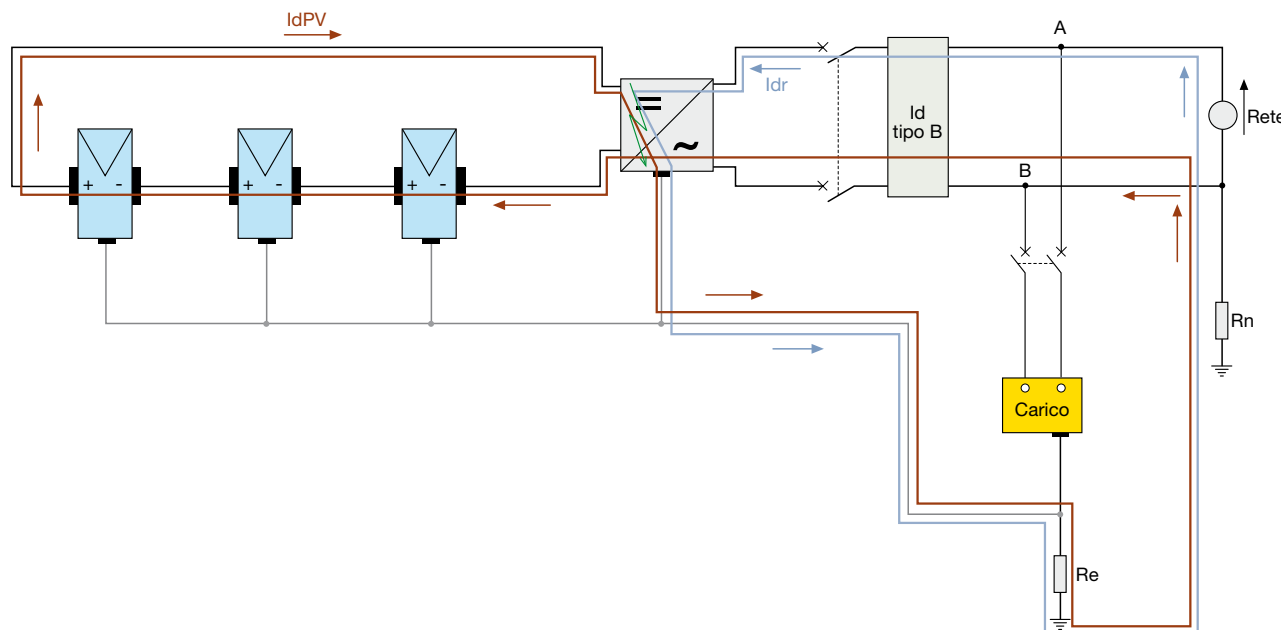 IdPV
A
Idr
Id
tipo B
Rete
+ - + - + -
B
Rn
Carico
Re